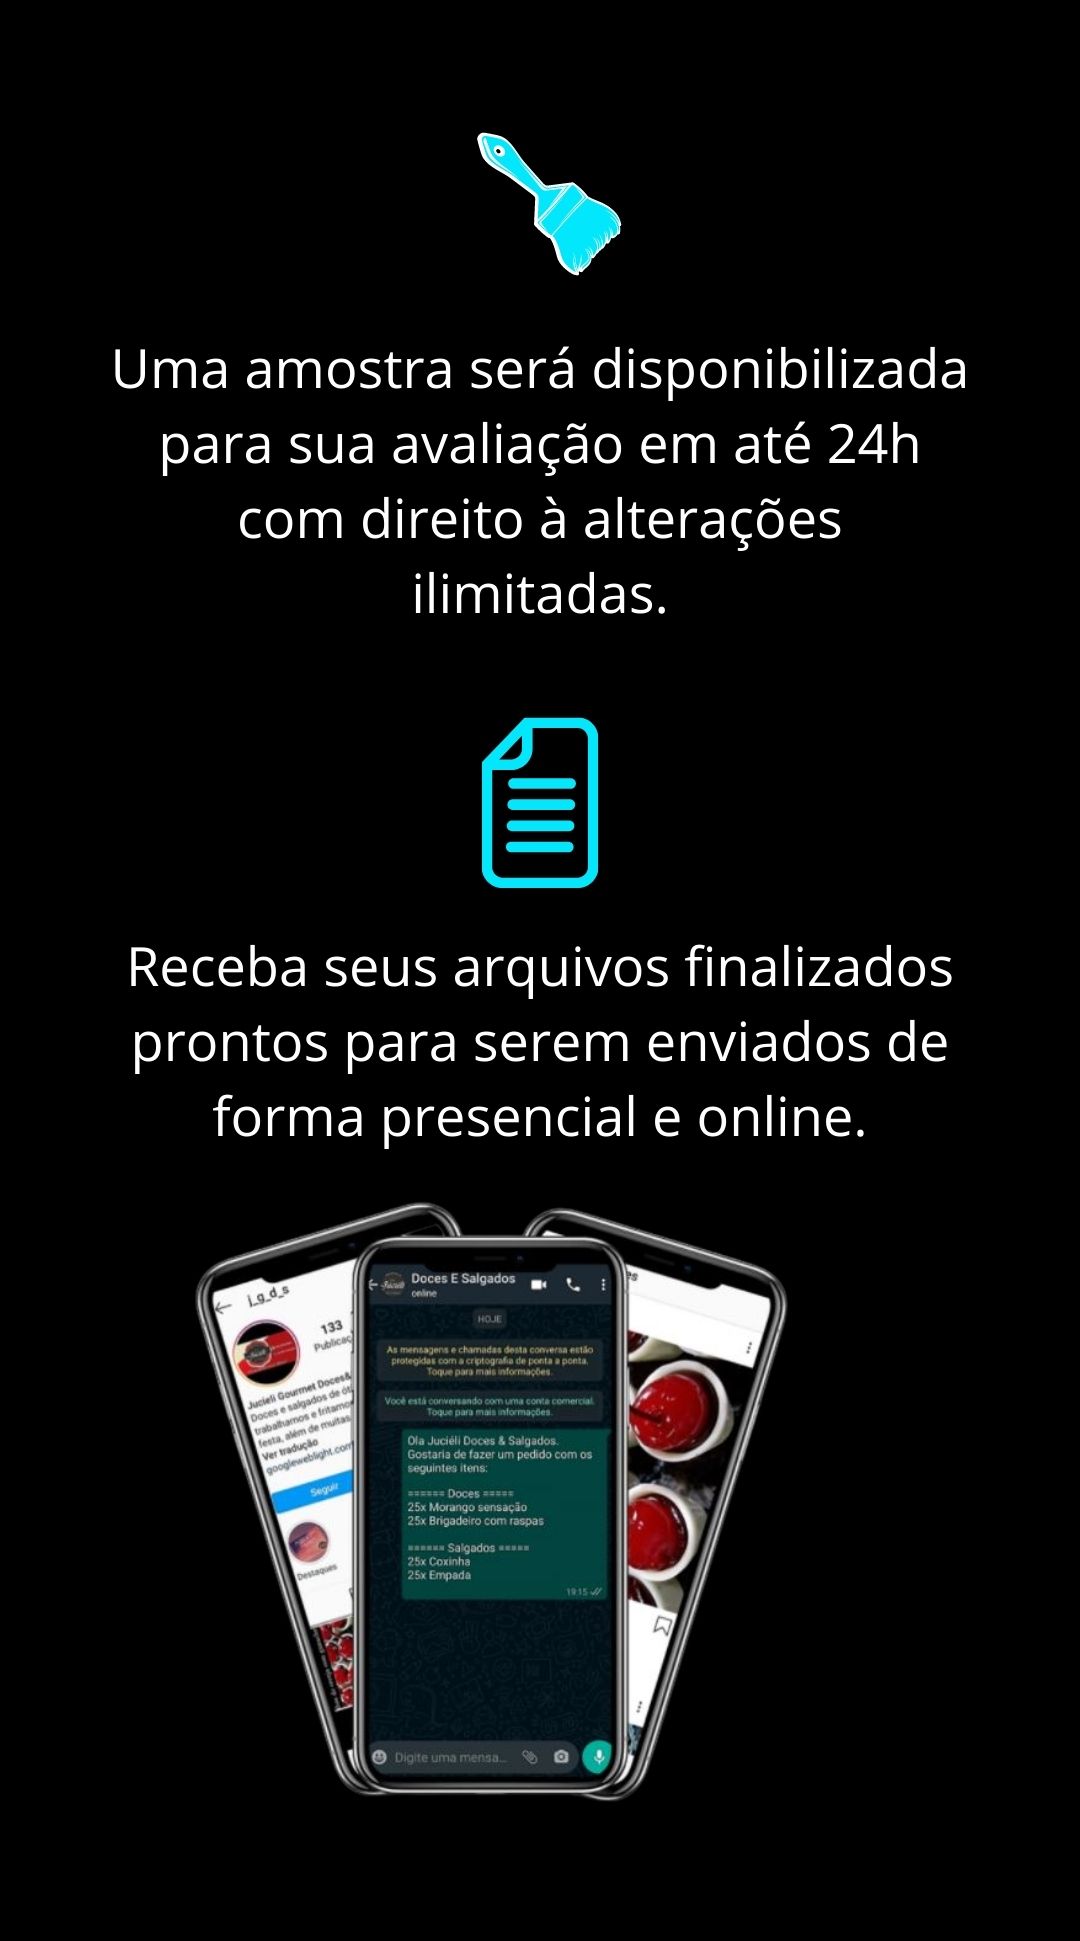 Uma amostra será disponibilizada
para sua avaliação em até 24h
com direito à alterações
ilimitadas.
Receba seus arquivos finalizados
prontos para serem enviados de
forma presencial e online.
j_g_d_s
133
Publicaç
Jucieli Gourmet Doces&
Doces e salgados de ót
trabalhamos e fritamos
festa, além de muitas
Ver tradução
googleweblight.com
Seguir
Destaques
Doces E Salgados
online
HOJE
As mensagens e chamadas desta conversa estão
protegidas com a criptografia de ponta a ponta.
Toque para mais informações.
Você está conversando com uma conta comercial.
Toque para mais informações.
Ola Juciéli Doces & Salgados.
Gostaria de fazer um pedido com os
seguintes itens:
====== Doces =====
25x Morango sensação
25x Brigadeiro com raspas
====== Salgados =====
25x Coxinha
25x Empada
19:15
Digite uma mensa...
es